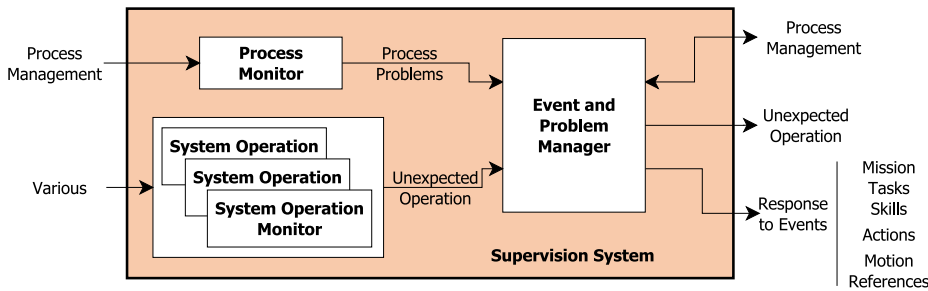 Process
Management
Process
Monitor
Process
Problems
Event and
Problem
Manager
Process
Management
Unexpected
Operation
Various
System Operation
System Operation
System Operation
Monitor
Unexpected
Operation
Response
to Events
Mission
Tasks
Skills
Actions
Motion
References
Supervision System